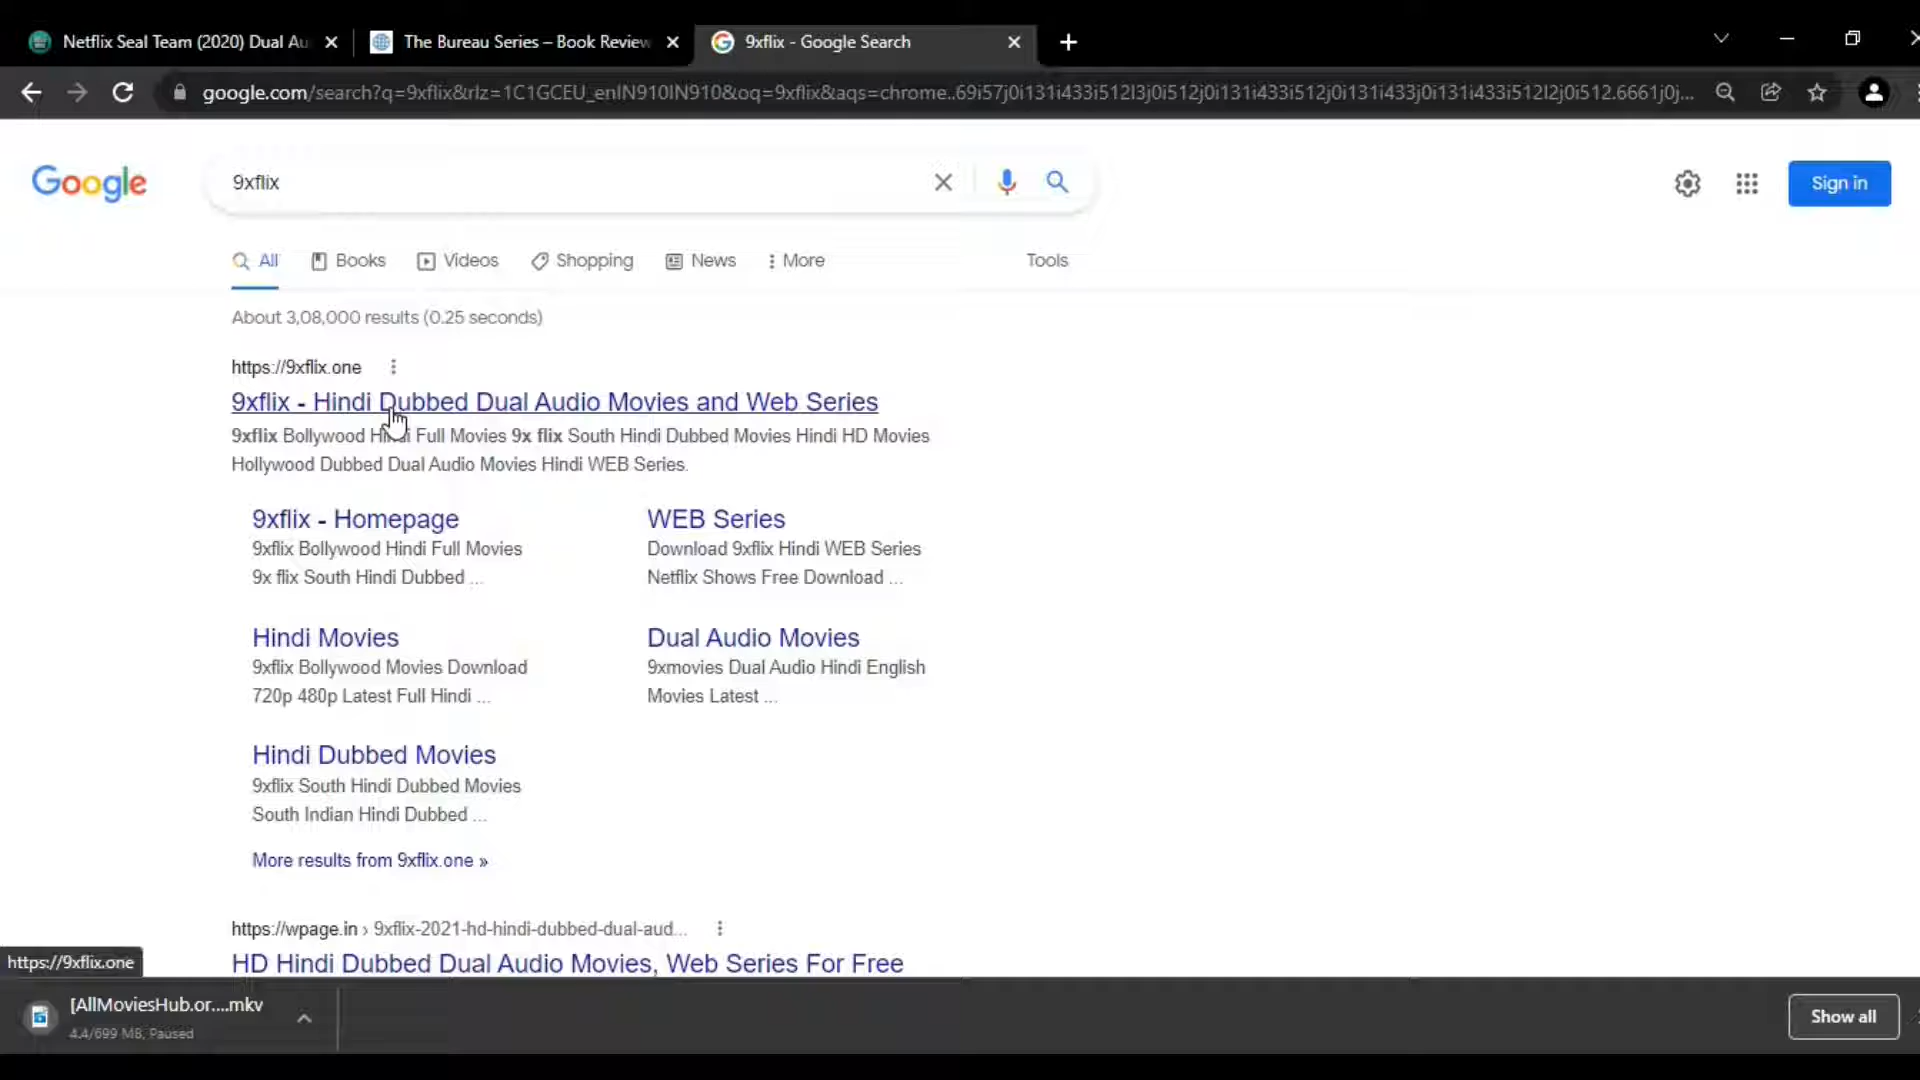 Netflix Seal Team (2020) Dual Au
The Bureau Series – Book Review
9xflix - Google Search
google.com/search?q=9xflix&rlz=1C1GCEU_enIN910IN910&oq=9xflix&aqs=chrome..69i57j0i131i433i512l3j0i512j0i131i433i512j0i131i433j0i131i433i512l2j0i512.6661j0j...
Google
9xflix
Sign in
All
Books
Videos
Shopping
News
More
Tools
About 3,08,000 results (0.25 seconds)
https://9xflix.one
9xflix - Hindi Dubbed Dual Audio Movies and Web Series
9xflix Bollywood Hindi Full Movies 9x flix South Hindi Dubbed Movies Hindi HD Movies
Hollywood Dubbed Dual Audio Movies Hindi WEB Series.
9xflix - Homepage
9xflix Bollywood Hindi Full Movies
9x flix South Hindi Dubbed ...
WEB Series
Download 9xflix Hindi WEB Series
Netflix Shows Free Download ...
Hindi Movies
9xflix Bollywood Movies Download
720p 480p Latest Full Hindi ...
Dual Audio Movies
9xmovies Dual Audio Hindi English
Movies Latest ...
Hindi Dubbed Movies
9xflix South Hindi Dubbed Movies
South Indian Hindi Dubbed ...
More results from 9xflix.one »
https://wpage.in › 9xflix-2021-hd-hindi-dubbed-dual-aud...
HD Hindi Dubbed Dual Audio Movies, Web Series For Free
https://9xflix.one
[AllMoviesHub.or....mkv
4.4/699 MB, Paused
Show all